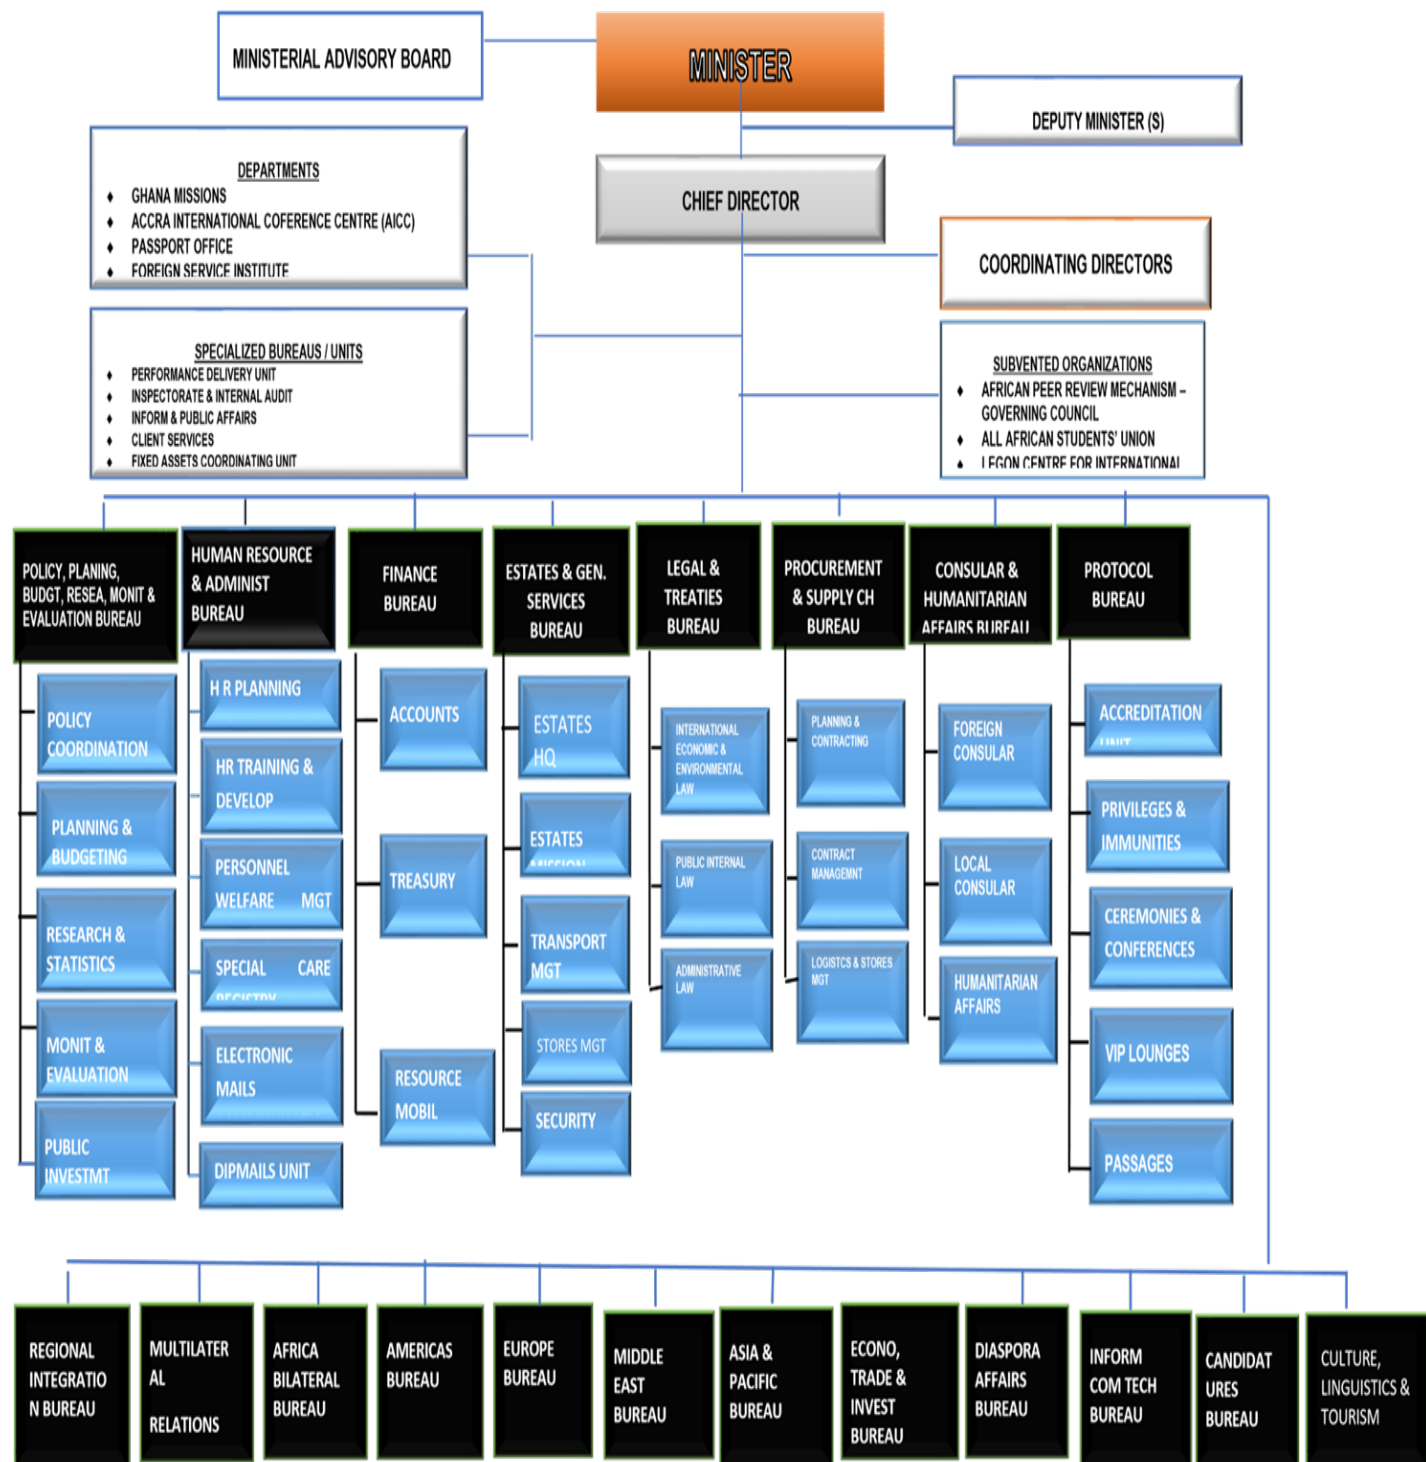 MINISTERIAL ADVISORY BOARD
MINISTER
DEPUTY MINISTER (S)
DEPARTMENTS
♦ GHANA MISSIONS
♦ ACCRA INTERNATIONAL COFERENCE CENTRE (AICC)
♦ PASSPORT OFFICE
♦ FOREIGN SERVICE INSTITUTE
CHIEF DIRECTOR
COORDINATING DIRECTORS
SPECIALIZED BUREAUS / UNITS
♦ PERFORMANCE DELIVERY UNIT
♦ INSPECTORATE & INTERNAL AUDIT
♦ INFORM & PUBLIC AFFAIRS
♦ CLIENT SERVICES
♦ FIXED ASSETS COORDINATING UNIT
SUBVENTED ORGANIZATIONS
♦ AFRICAN PEER REVIEW MECHANISM –
GOVERNING COUNCIL
♦ ALL AFRICAN STUDENTS' UNION
♦ LEGON CENTRE FOR INTERNATIONAL
POLICY, PLANING,
BUDGT, RESEA, MONIT &
EVALUATION BUREAU
POLICY
COORDINATION
PLANNING &
BUDGETING
RESEARCH &
STATISTICS
MONIT &
EVALUATION
PUBLIC
INVESTMT
HUMAN RESOURCE
& ADMINIST
BUREAU
H R PLANNING
HR TRAINING &
DEVELOP
PERSONNEL
WELFARE MGT
SPECIAL CARE
REGISTRY
ELECTRONIC
MAILS
DIPMAILS UNIT
FINANCE
BUREAU
ACCOUNTS
TREASURY
RESOURCE
MOBIL
ESTATES & GEN.
SERVICES
BUREAU
ESTATES
HQ
ESTATES
MISSION
TRANSPORT
MGT
STORES MGT
SECURITY
LEGAL &
TREATIES
BUREAU
INTERNATIONAL
ECONOMIC &
ENVIRONMENTAL
LAW
PUBLIC INTERNAL
LAW
ADMINISTRATIVE
LAW
PROCUREMENT
& SUPPLY CH
BUREAU
PLANNING &
CONTRACTING
CONTRACT
MANAGEMNT
LOGISTCS & STORES
MGT
CONSULAR &
HUMANITARIAN
AFFAIRS BUREAU
FOREIGN
CONSULAR
LOCAL
CONSULAR
HUMANITARIAN
AFFAIRS
PROTOCOL
BUREAU
ACCREDITATION
UNIT
PRIVILEGES &
IMMUNITIES
CEREMONIES &
CONFERENCES
VIP LOUNGES
PASSAGES
REGIONAL
INTEGRATIO
N BUREAU
MULTILATER
AL
RELATIONS
AFRICA
BILATERAL
BUREAU
AMERICAS
BUREAU
EUROPE
BUREAU
MIDDLE
EAST
BUREAU
ASIA &
PACIFIC
BUREAU
ECONO,
TRADE &
INVEST
BUREAU
DIASPORA
AFFAIRS
BUREAU
INFORM
COM TECH
BUREAU
CANDIDAT
URES
BUREAU
CULTURE,
LINGUISTICS &
TOURISM